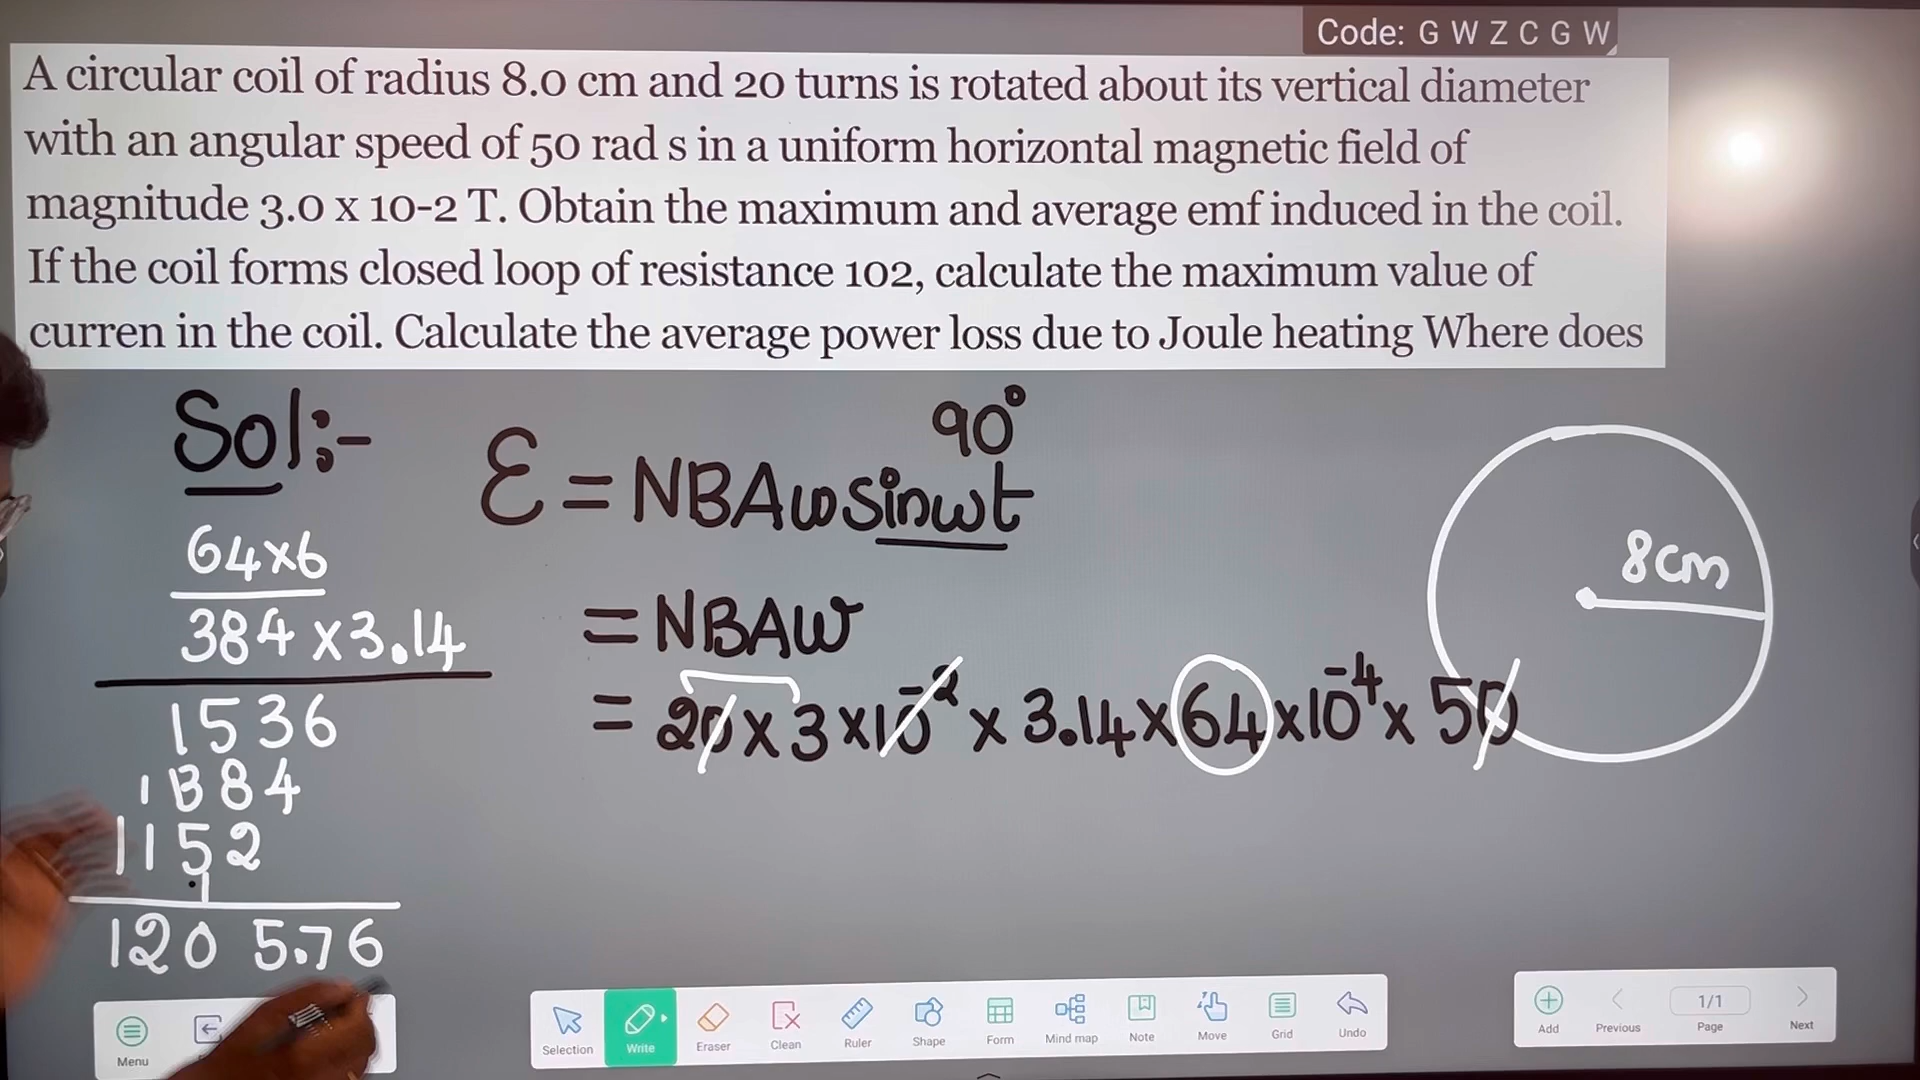 Code: G W Z C G W
A circular coil of radius 8.0 cm and 20 turns is rotated about its vertical diameter
with an angular speed of 50 rad s in a uniform horizontal magnetic field of
magnitude 3.0 x 10-2 T. Obtain the maximum and average emf induced in the coil.
If the coil forms closed loop of resistance 102, calculate the maximum value of
curren in the coil. Calculate the average power loss due to Joule heating Where does
Sol:-
90°
Ɛ = NBAωSinωt
= NBAω
= 20 × 3 × 10⁻² × 3.14 × 64 × 10⁻⁴ × 50
8cm
64×6
384 × 3.14
1536
1384
1152
1
1205.76
Menu
Selection
Write
Eraser
Clean
Ruler
Shape
Form
Mind map
Note
Move
Grid
Undo
Add
Previous
1/1
Page
Next